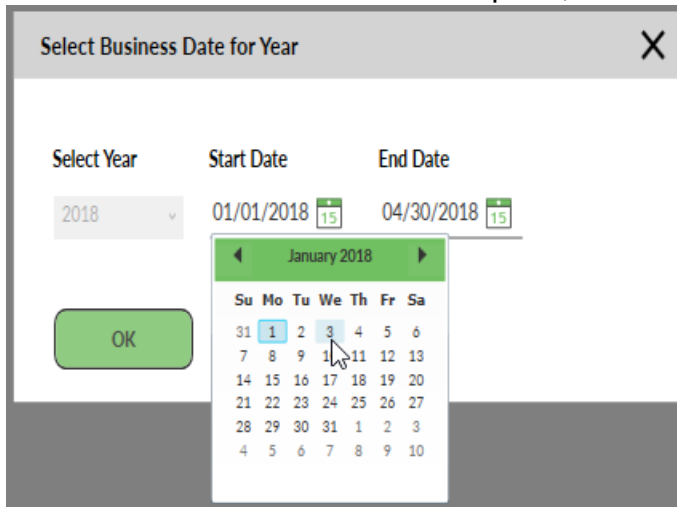 Select Business Date for Year X
Select Year Start Date End Date
2018 01/01/2018 15 04/30/2018 15
January 2018
Su Mo Tu We Th Fr Sa
31 1 2 3 4 5 6
7 8 9 11 12 13
14 15 16 17 18 19 20
21 22 23 24 25 26 27
28 29 30 31 1 2 3
4 5 6 7 8 9 10
OK